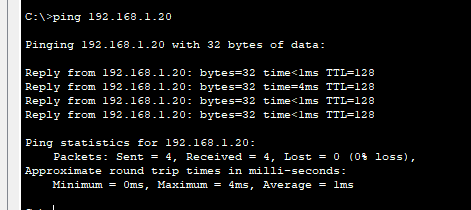 C:\>ping 192.168.1.20
Pinging 192.168.1.20 with 32 bytes of data:
Reply from 192.168.1.20: bytes=32 time<1ms TTL=128
Reply from 192.168.1.20: bytes=32 time=4ms TTL=128
Reply from 192.168.1.20: bytes=32 time<1ms TTL=128
Reply from 192.168.1.20: bytes=32 time<1ms TTL=128
Ping statistics for 192.168.1.20:
Packets: Sent = 4, Received = 4, Lost = 0 (0% loss),
Approximate round trip times in milli-seconds:
Minimum = 0ms, Maximum = 4ms, Average = 1ms